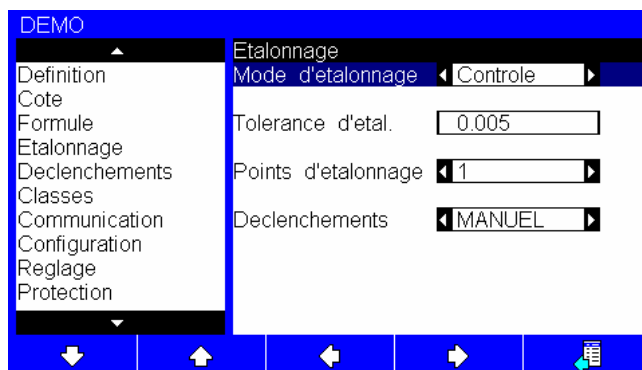 DEMO
Definition
Cote
Formule
Etalonnage
Declenchements
Classes
Communication
Configuration
Reglage
Protection
Etalonnage
Mode d'etalonnage Controle
Tolerance d'etal. 0.005
Points d'etalonnage 1
Declenchements MANUEL